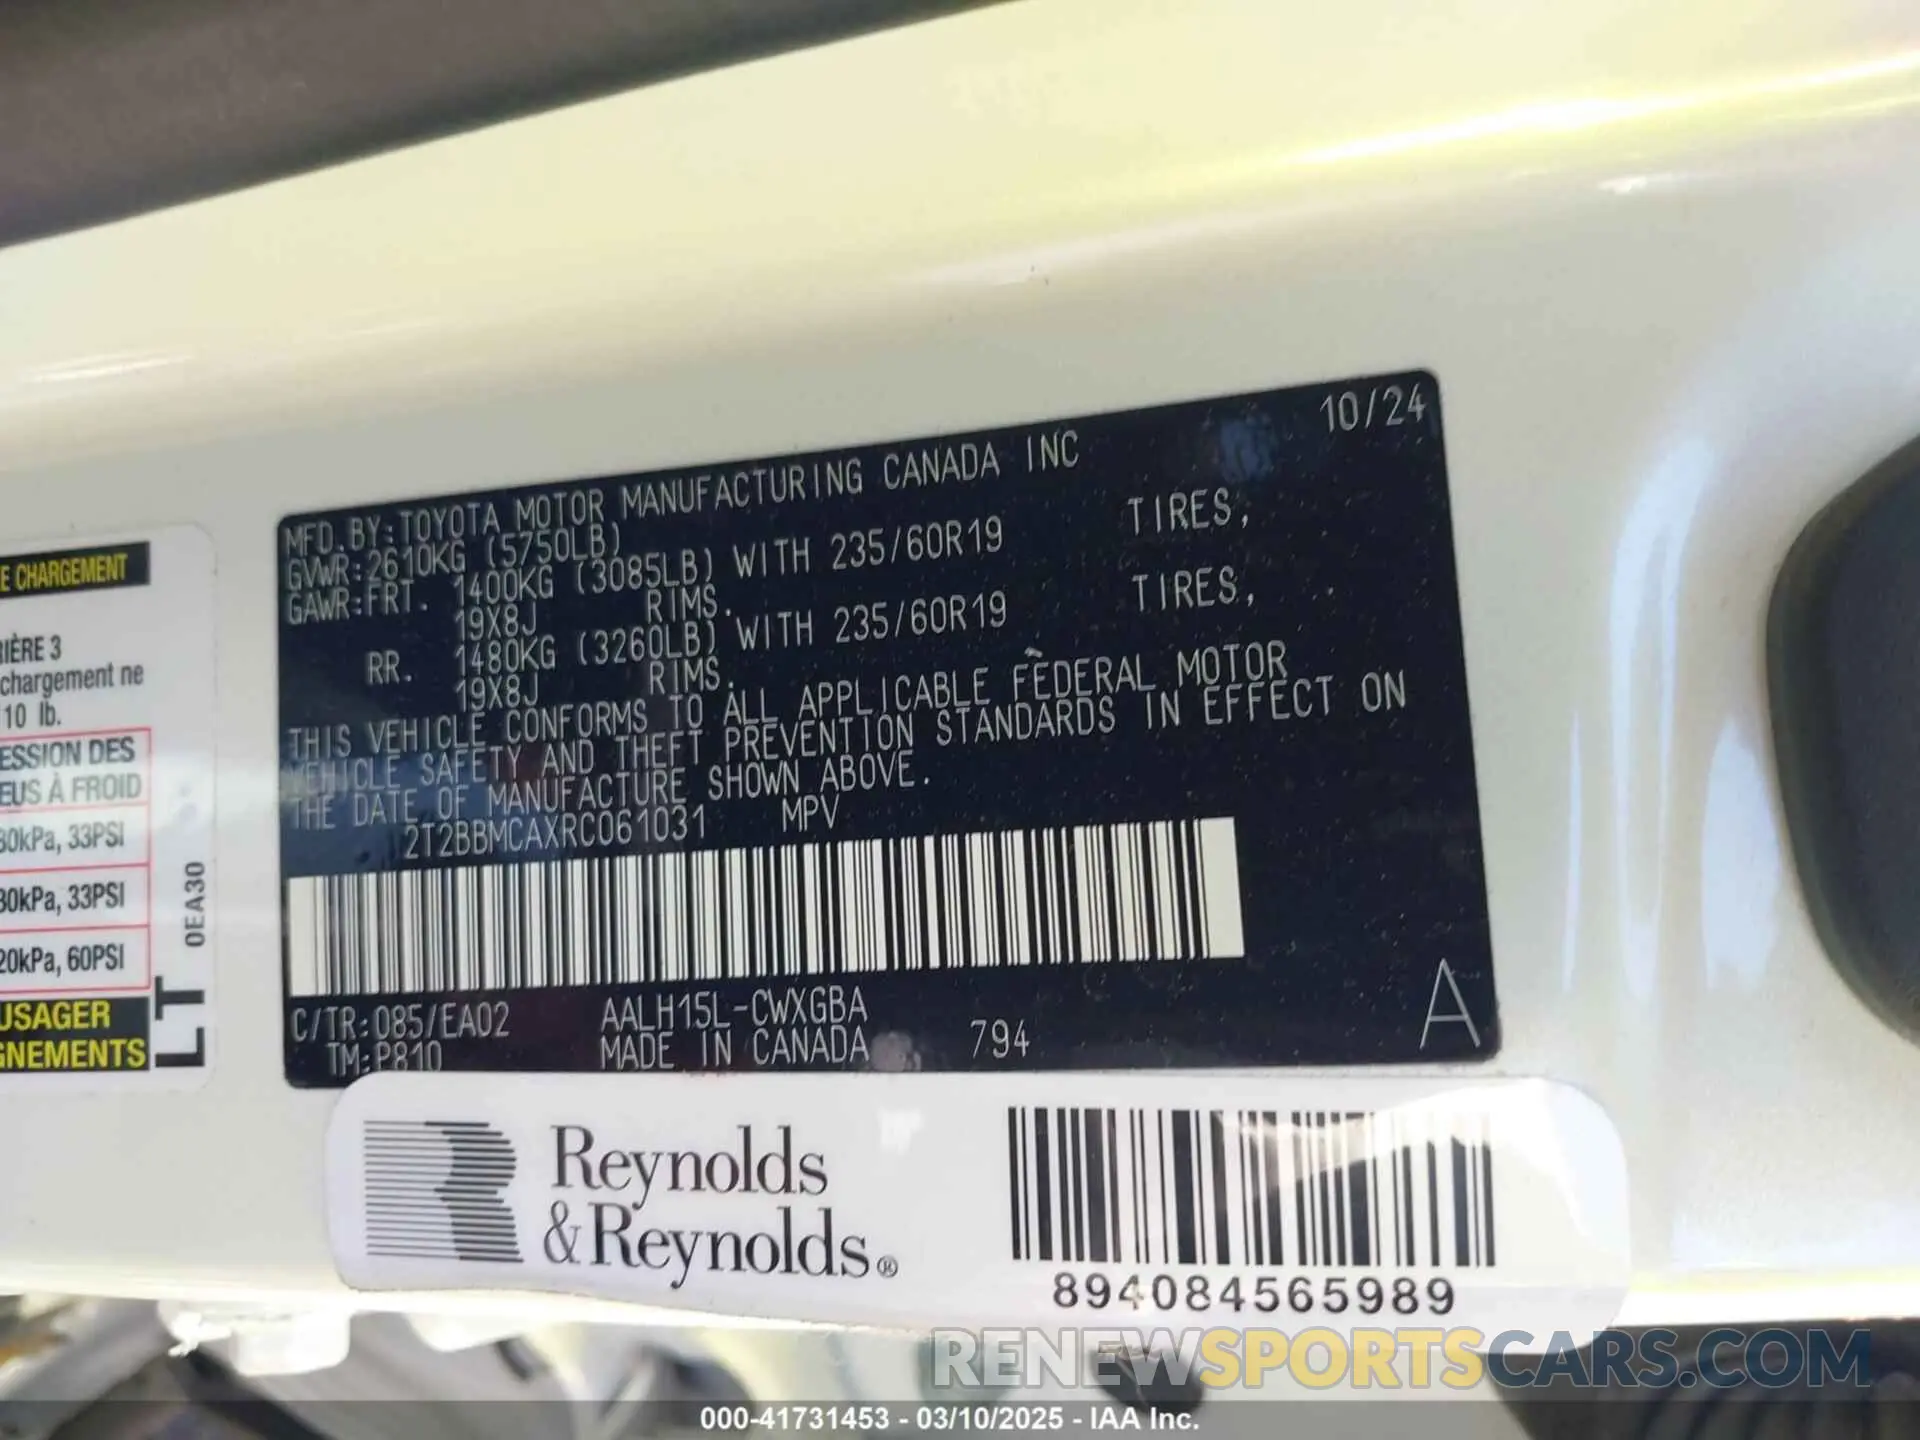 10/24
MFD.BY:TOYOTA MOTOR MANUFACTURING CANADA INC
GVWR:2610KG (5750LB)
GAWR:FRT. 1400KG (3085LB) WITH 235/60R19 TIRES,
19X8J RIMS.
RR. 1480KG (3260LB) WITH 235/60R19 TIRES,
19X8J RIMS.
THIS VEHICLE CONFORMS TO ALL APPLICABLE FEDERAL MOTOR
VEHICLE SAFETY AND THEFT PREVENTION STANDARDS IN EFFECT ON
THE DATE OF MANUFACTURE SHOWN ABOVE.
2T2BBMCAXRC061031 MPV
C/TR:085/EA02 AALH15L-CWXGBA
TM:P810 MADE IN CANADA 794
A
E CHARGEMENT
IÈRE 3
chargement ne
10 lb.
ESSION DES
EUS À FROID
30kPa, 33PSI
30kPa, 33PSI
20kPa, 60PSI
USAGER
GNEMENTS
0EA30
LT
Reynolds
&Reynolds®
894084565989
RENEWSPORTSCARS.COM
000-41731453 - 03/10/2025 - IAA Inc.